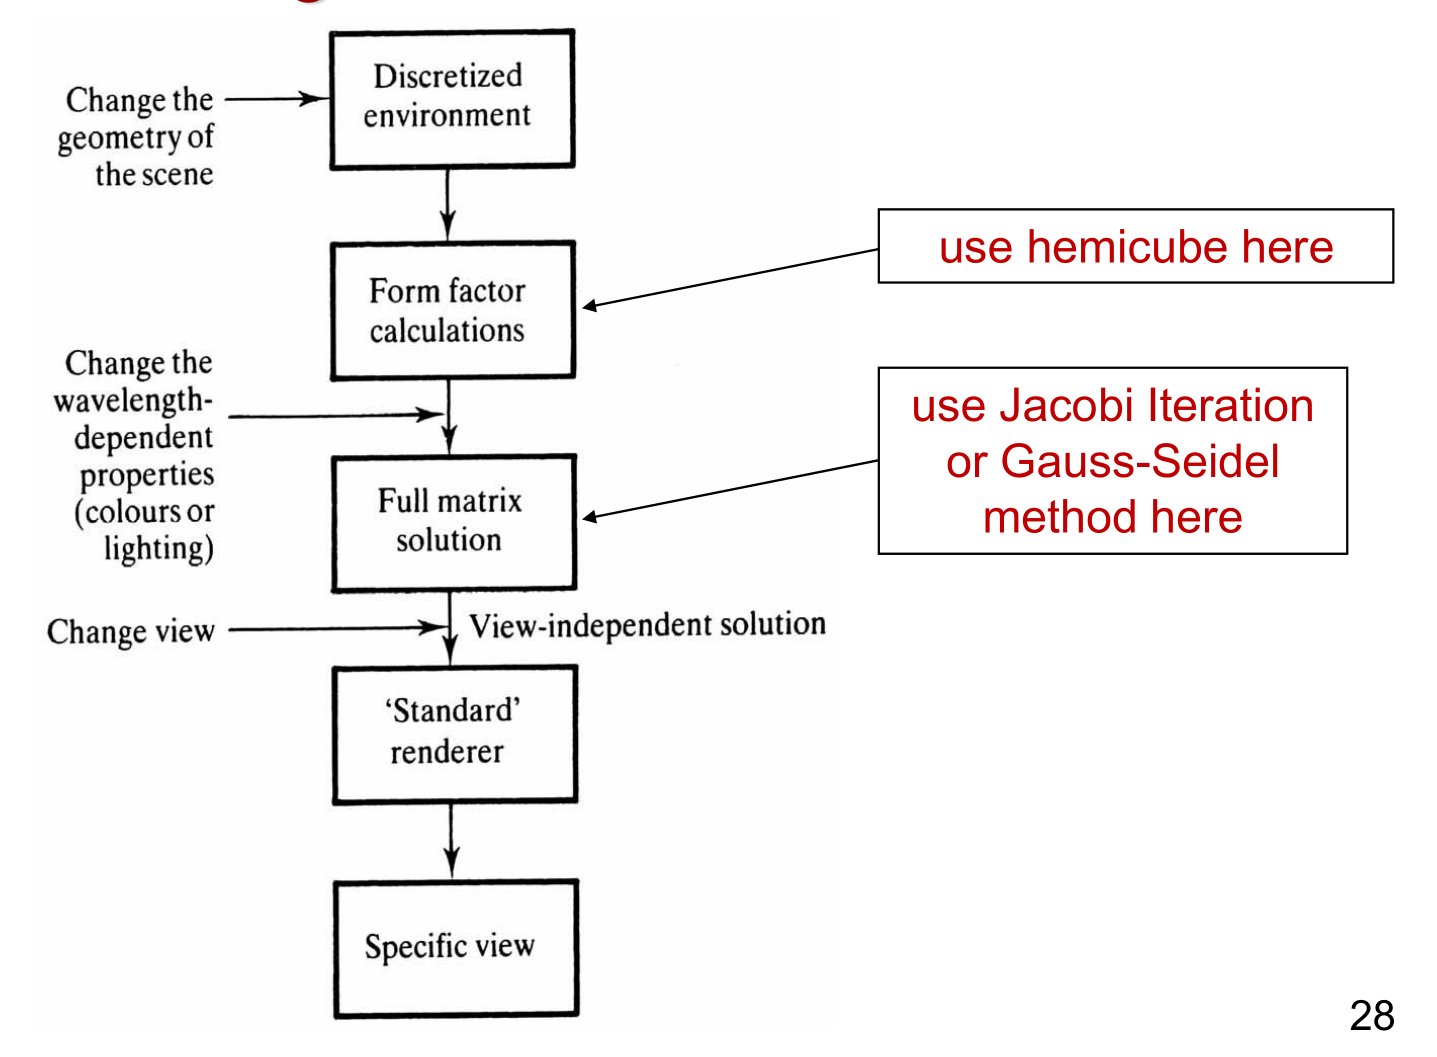 Discretized
environment
Change the
geometry of
the scene
use hemicube here
Form factor
calculations
Change the
wavelength-
dependent
properties
(colours or
lighting)
use Jacobi Iteration
or Gauss-Seidel
method here
Full matrix
solution
Change view
View-independent solution
‘Standard’
renderer
Specific view
28